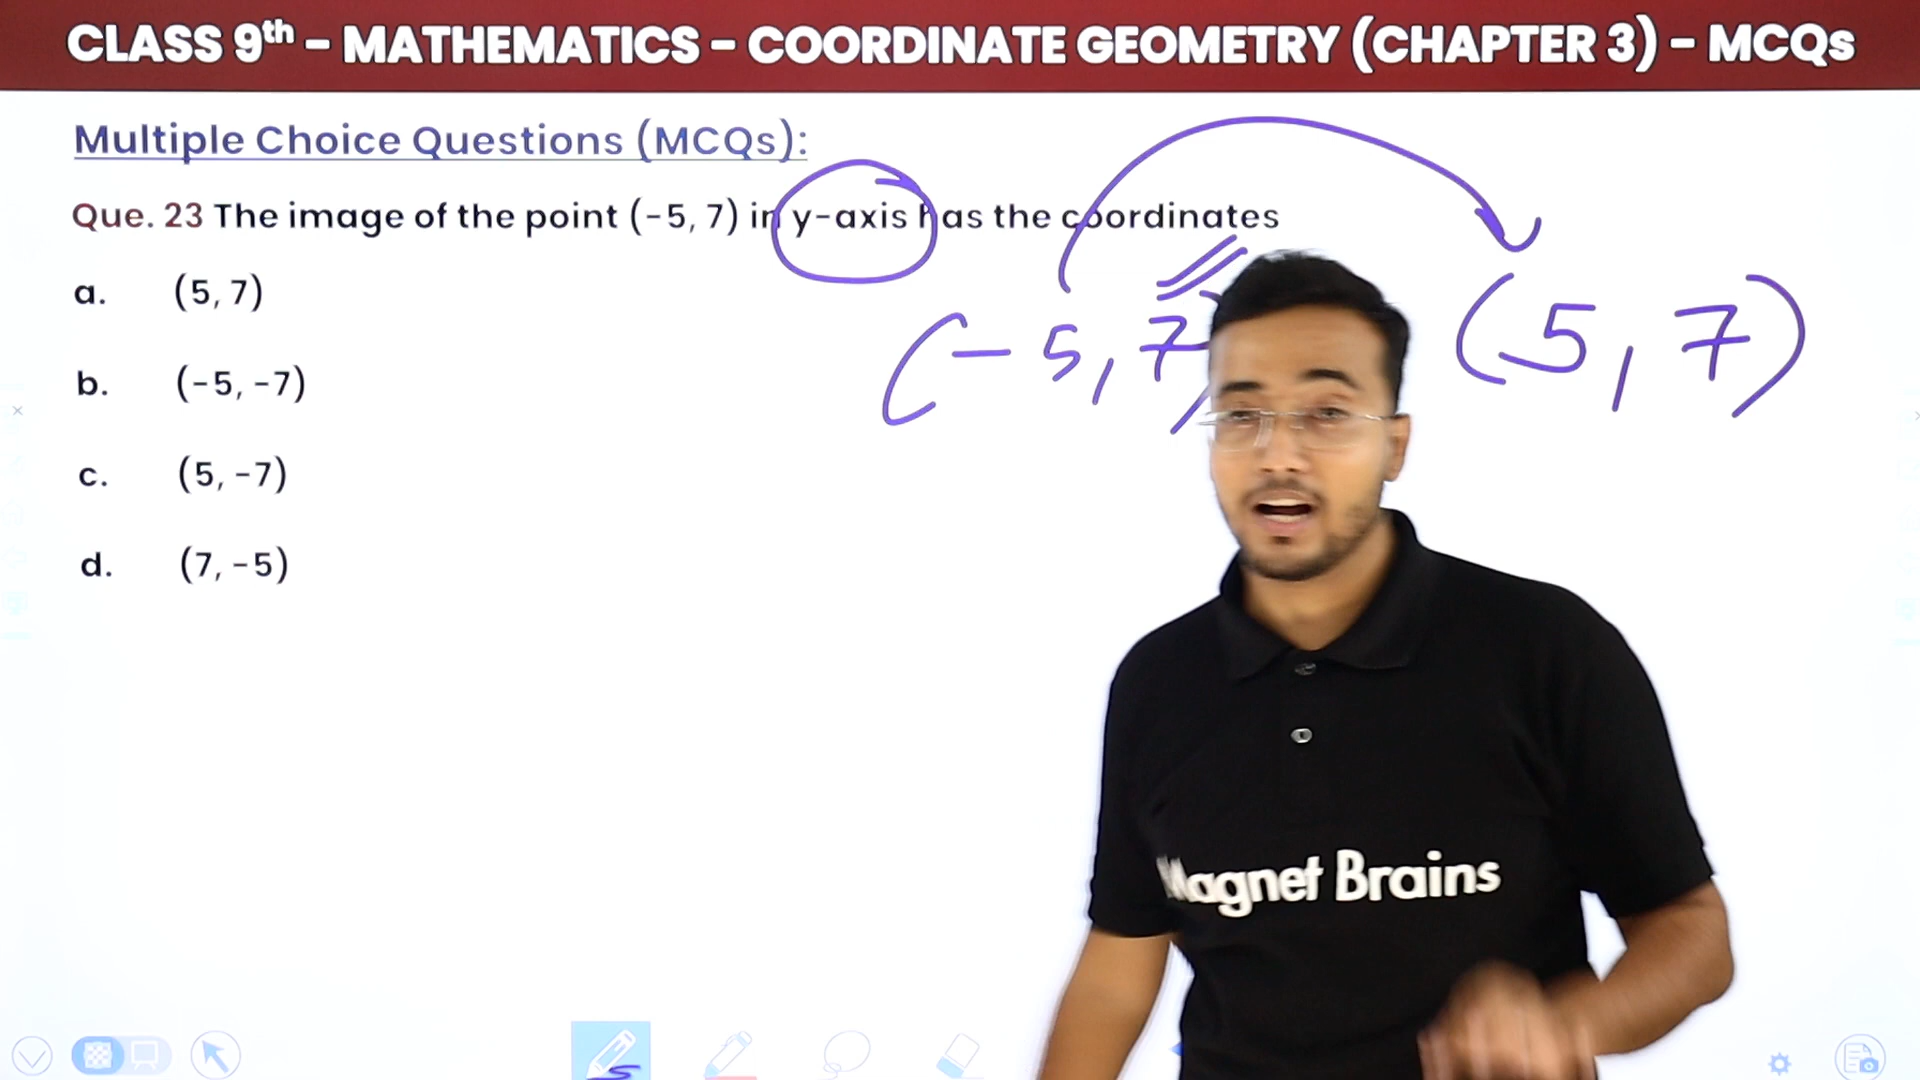 CLASS 9th – MATHEMATICS – COORDINATE GEOMETRY (CHAPTER 3) – MCQs
Multiple Choice Questions (MCQs):
Que. 23 The image of the point (-5, 7) in y-axis has the coordinates
a. (5, 7)
b. (-5, -7)
c. (5, -7)
d. (7, -5)
(-5, 7) (5, 7)
Magnet Brains